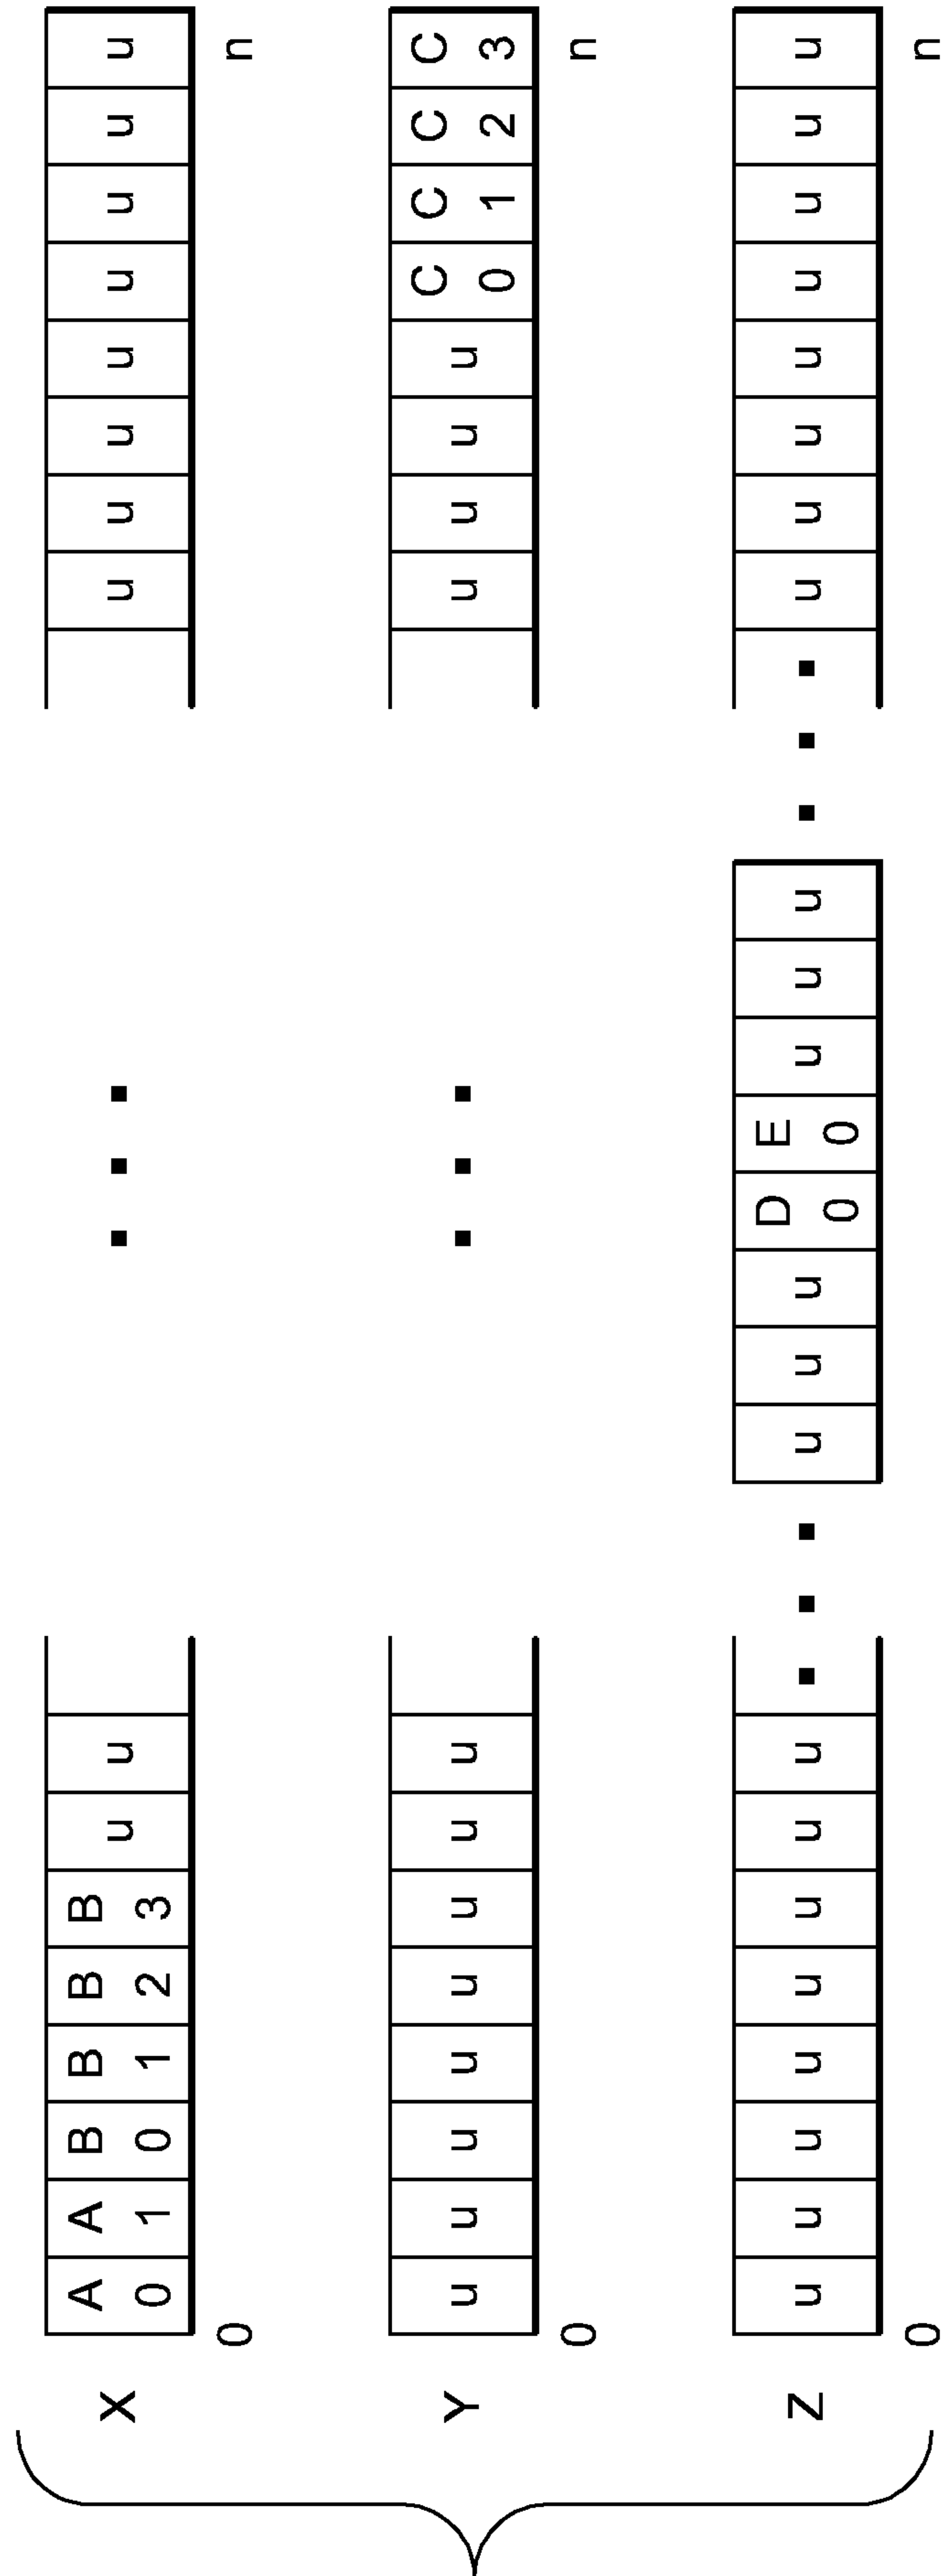 X A A B B B B u u u u u u u u u u
0 1 0 1 2 3
0 n
Y u u u u u u u u u u u u C C C C
0 1 2 3
0 n
Z u u u u u u u u u u u D E u u u u u u u u u u u
0 0
0 n